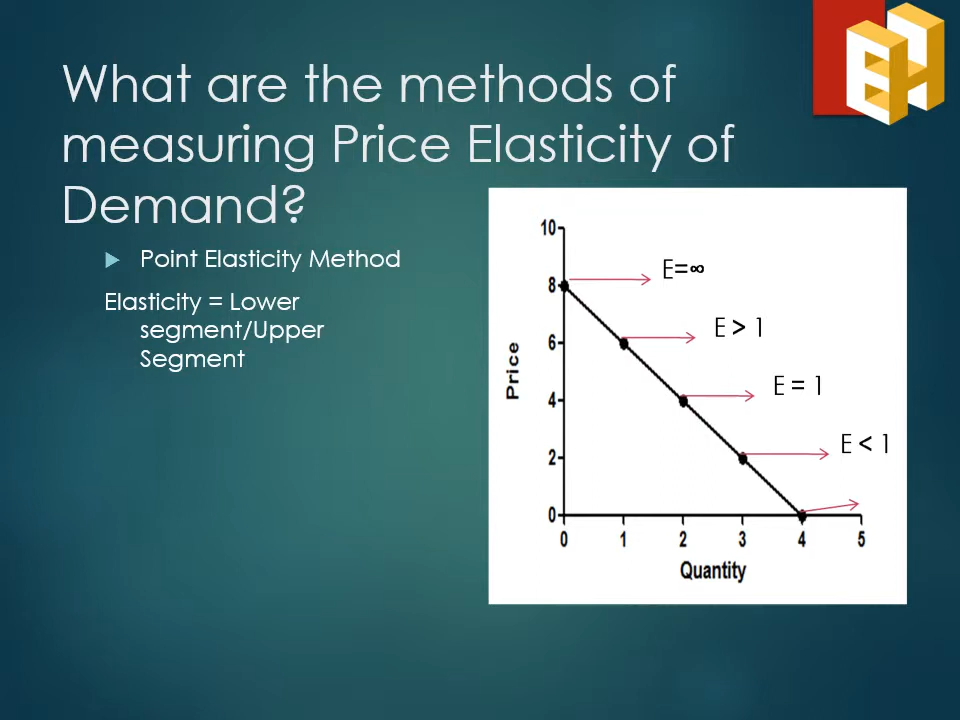 What are the methods of
measuring Price Elasticity of
Demand?
Point Elasticity Method
Elasticity = Lower
segment/Upper
Segment
EH
10
8
6
4
2
0
Price
E=∞
E > 1
E = 1
E < 1
0 1 2 3 4 5
Quantity